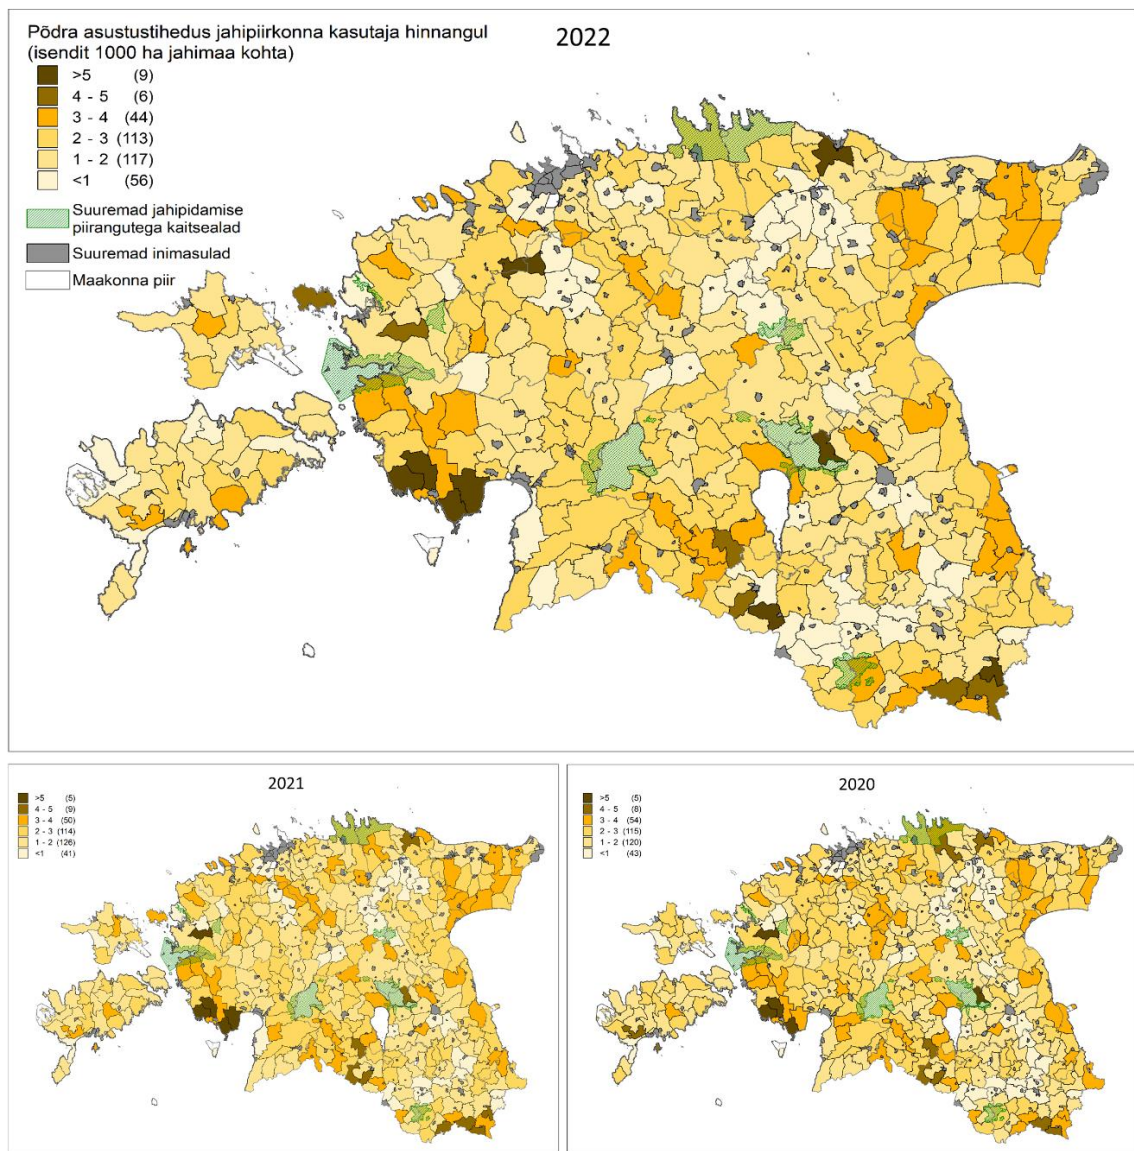 Põdra asustustihedus jahipiirkonna kasutaja hinnangul
(isendit 1000 ha jahimaa kohta)
2022
>5 (9)
4 - 5 (6)
3 - 4 (44)
2 - 3 (113)
1 - 2 (117)
<1 (56)
Suuremad jahipidamise
piirangutega kaitsealad
Suuremad inimasulad
Maakonna piir
2021
>5 (5)
4 - 5 (9)
3 - 4 (50)
2 - 3 (114)
1 - 2 (126)
<1 (41)
2020
>5 (5)
4 - 5 (8)
3 - 4 (54)
2 - 3 (115)
1 - 2 (120)
<1 (43)